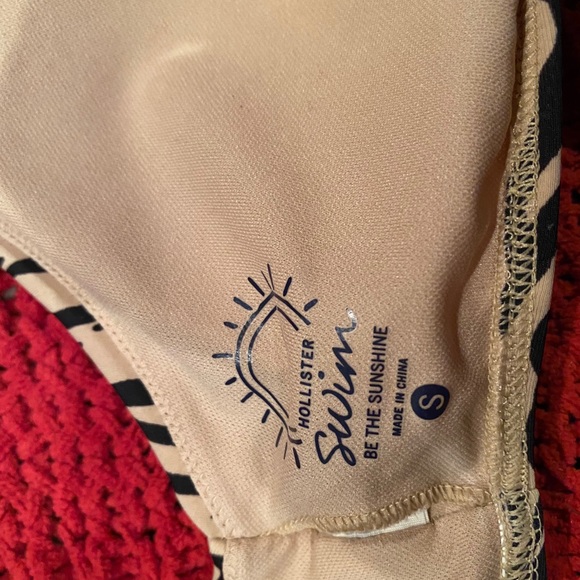 HOLLISTER
Swim
BE THE SUNSHINE
MADE IN CHINA
S